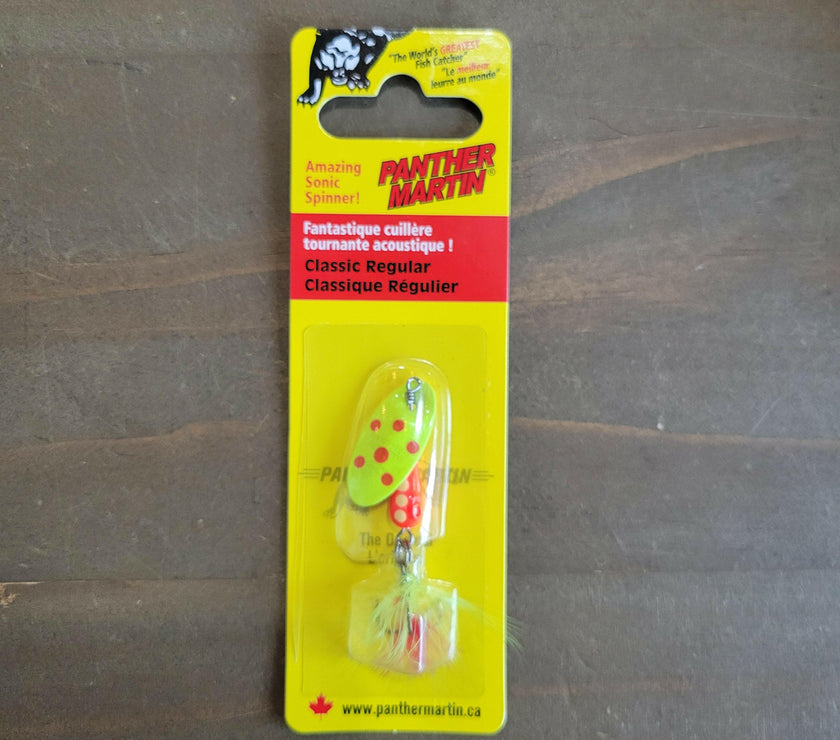 "The World's GREATEST
Fish Catcher"
"Le meilleur
leurre au monde"
Amazing
Sonic
Spinner!
PANTHER
MARTIN®
Fantastique cuillère
tournante acoustique !
Classic Regular
Classique Régulier
The
www.panthermartin.ca